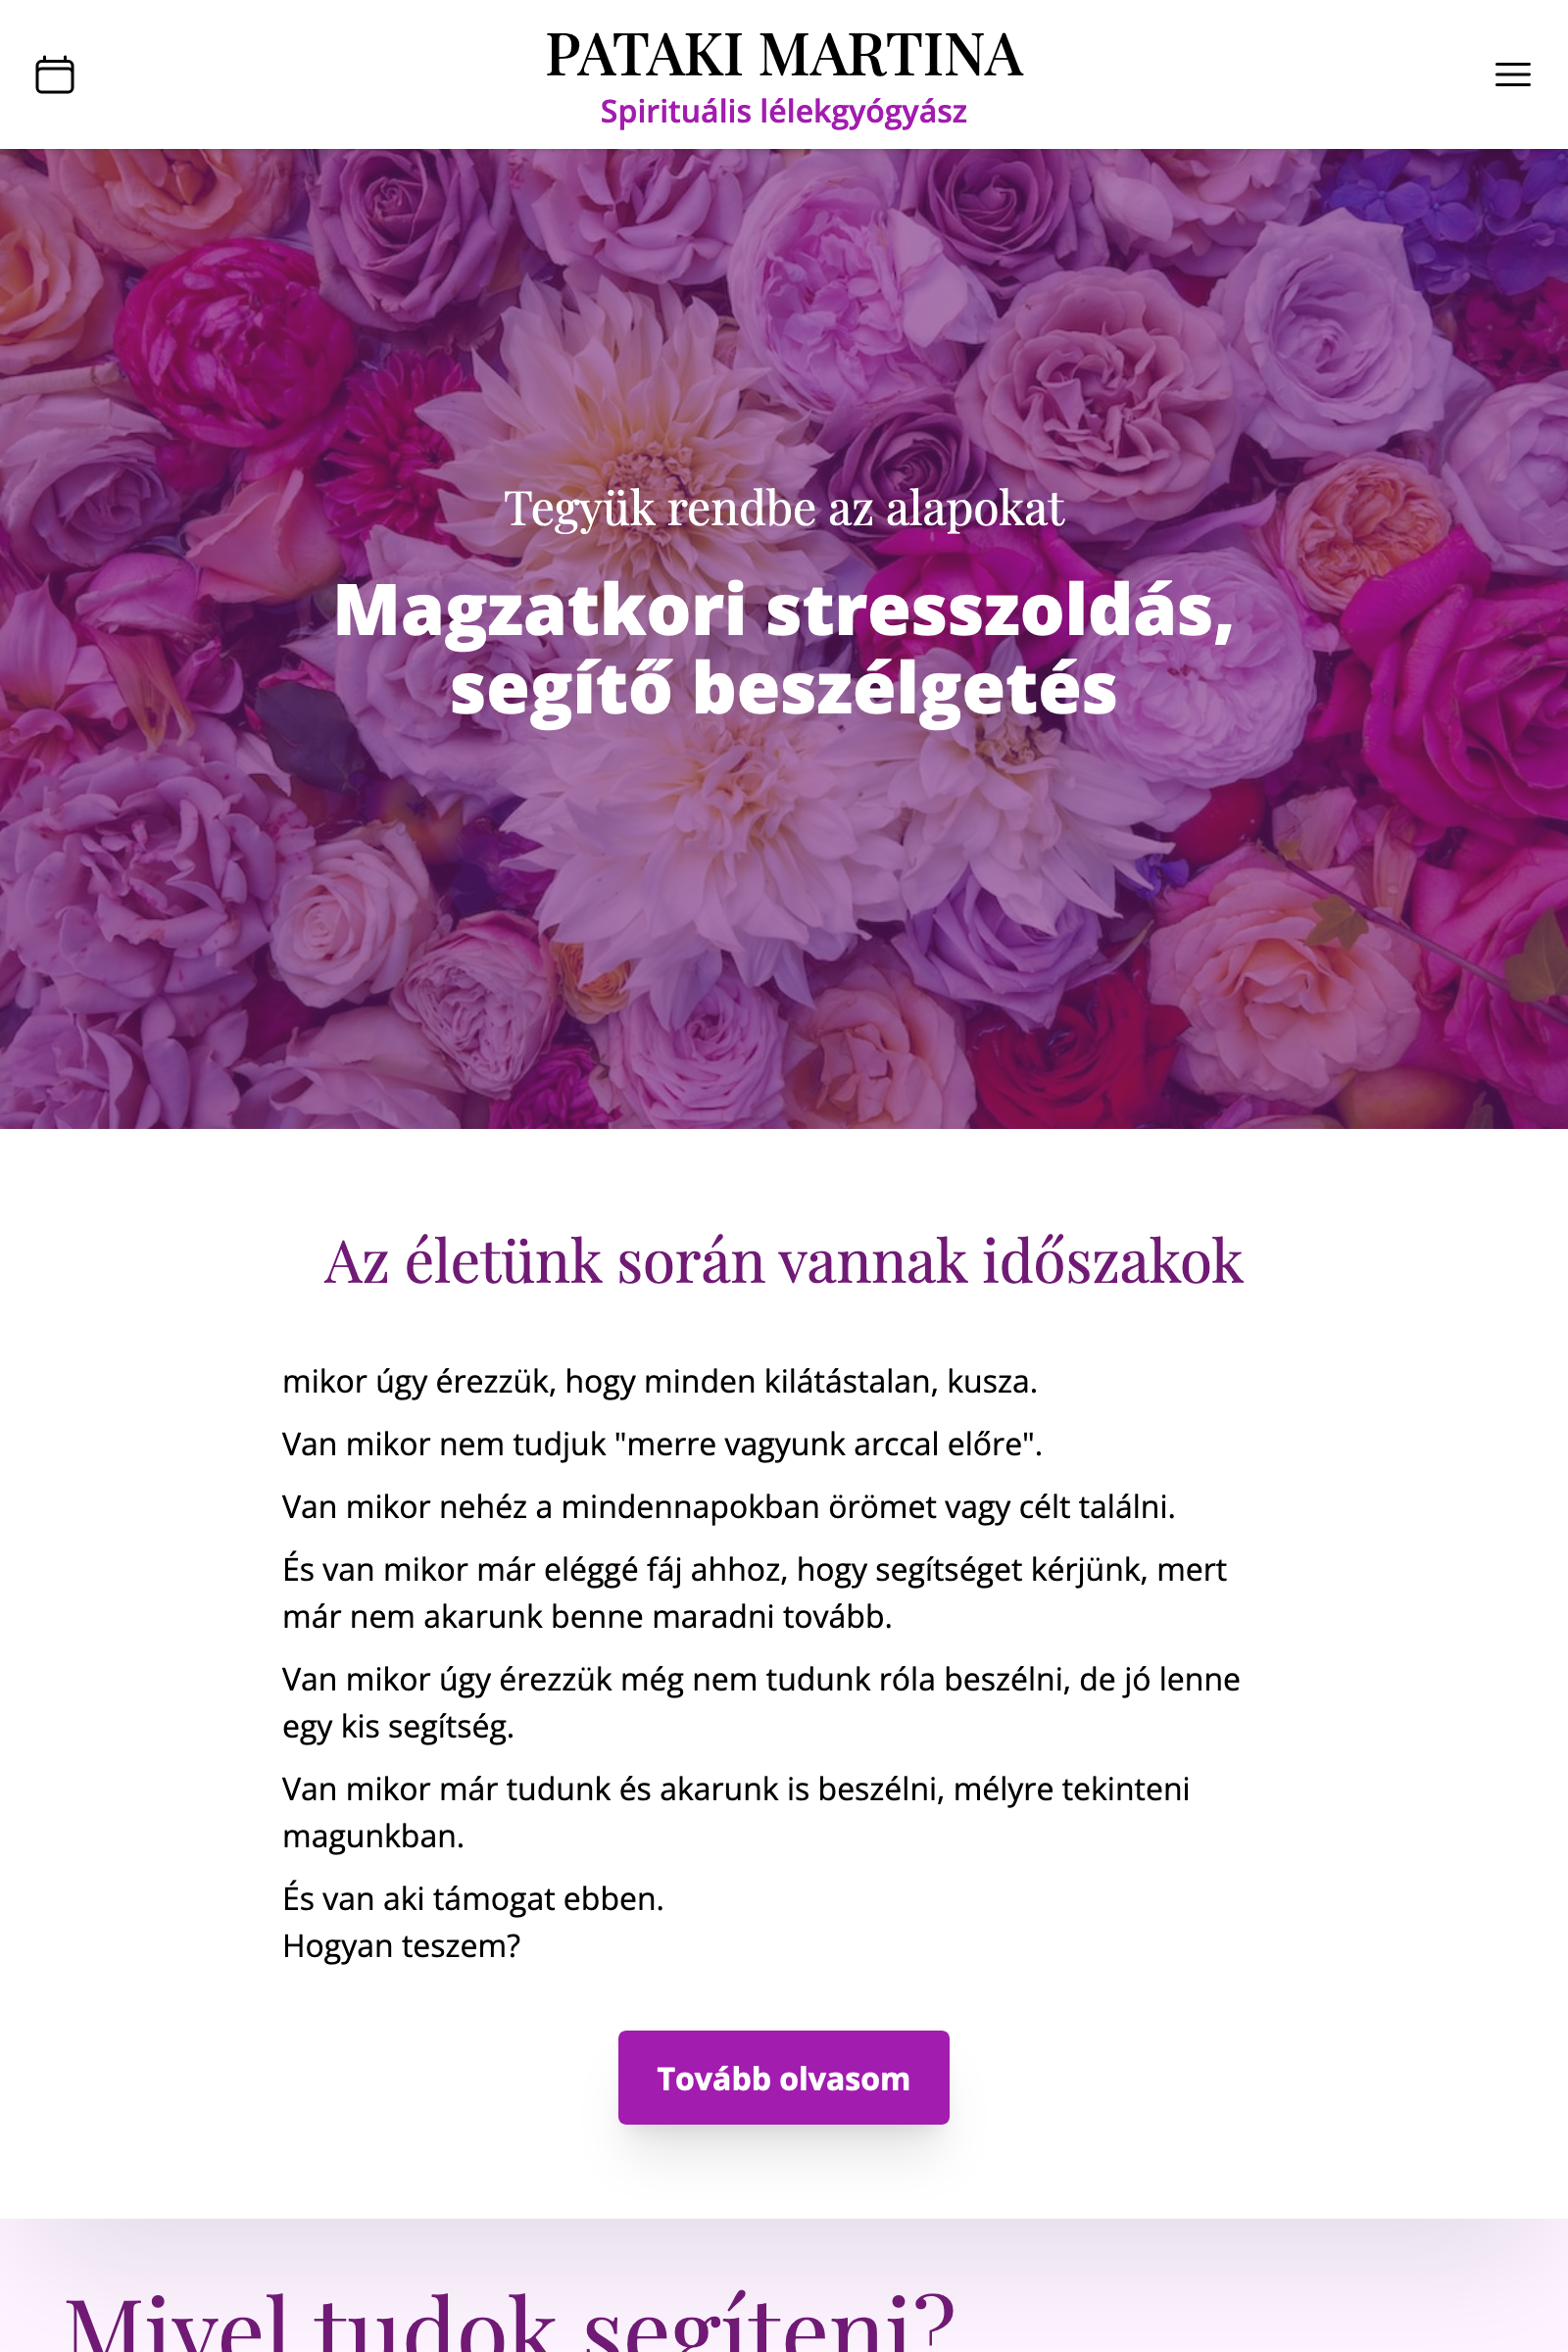 PATAKI MARTINA
Spirituális lélekgyógyász
Tegyük rendbe az alapokat
Magzatkori stresszoldás,
segítő beszélgetés
Az életünk során vannak időszakok
mikor úgy érezzük, hogy minden kilátástalan, kusza.
Van mikor nem tudjuk "merre vagyunk arccal előre".
Van mikor nehéz a mindennapokban örömet vagy célt találni.
És van mikor már eléggé fáj ahhoz, hogy segítséget kérjünk, mert
már nem akarunk benne maradni tovább.
Van mikor úgy érezzük még nem tudunk róla beszélni, de jó lenne
egy kis segítség.
Van mikor már tudunk és akarunk is beszélni, mélyre tekinteni
magunkban.
És van aki támogat ebben.
Hogyan teszem?
Tovább olvasom
Mivel tudok segíteni?